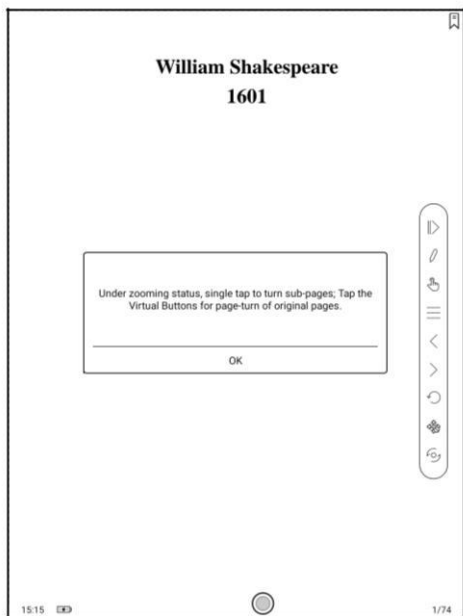 William Shakespeare
1601
Under zooming status, single tap to turn sub-pages; Tap the
Virtual Buttons for page-turn of original pages.
OK
15:15
1/74